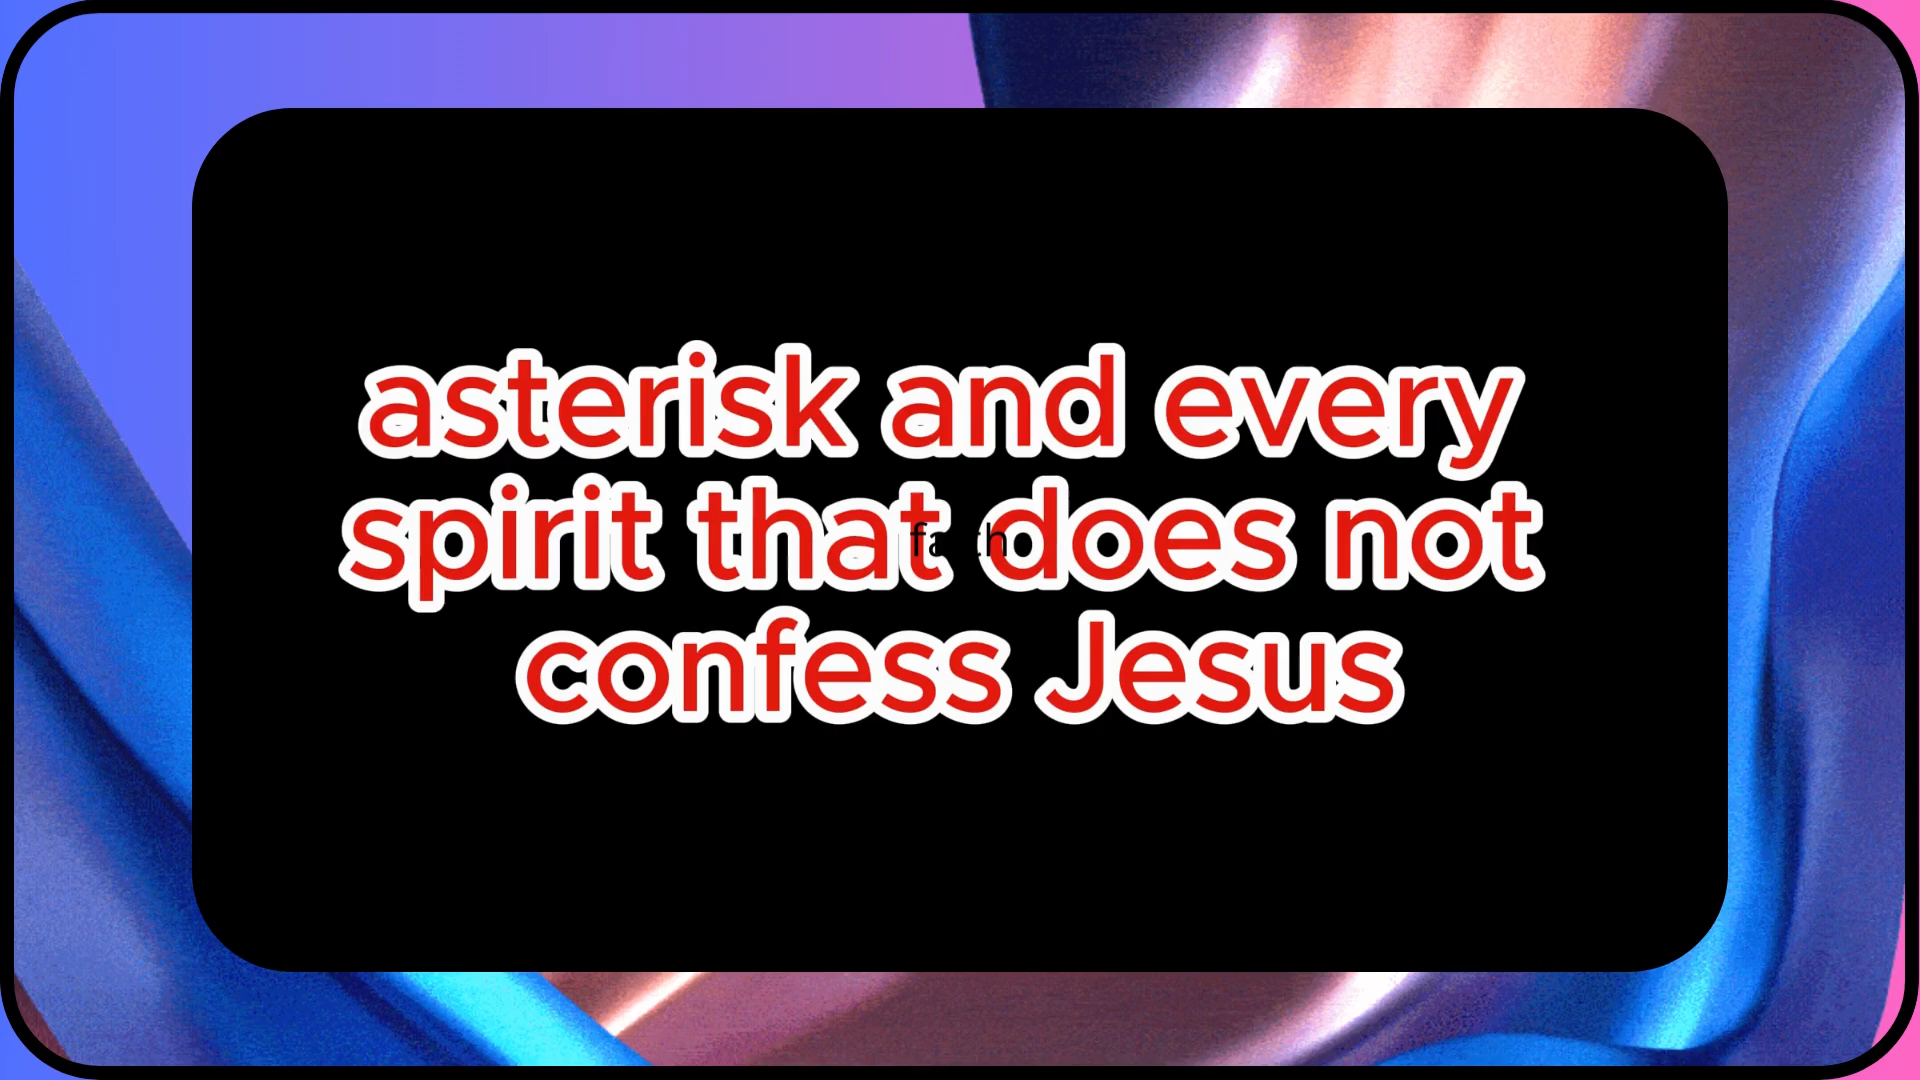 asterisk and every
spirit that does not
confess Jesus